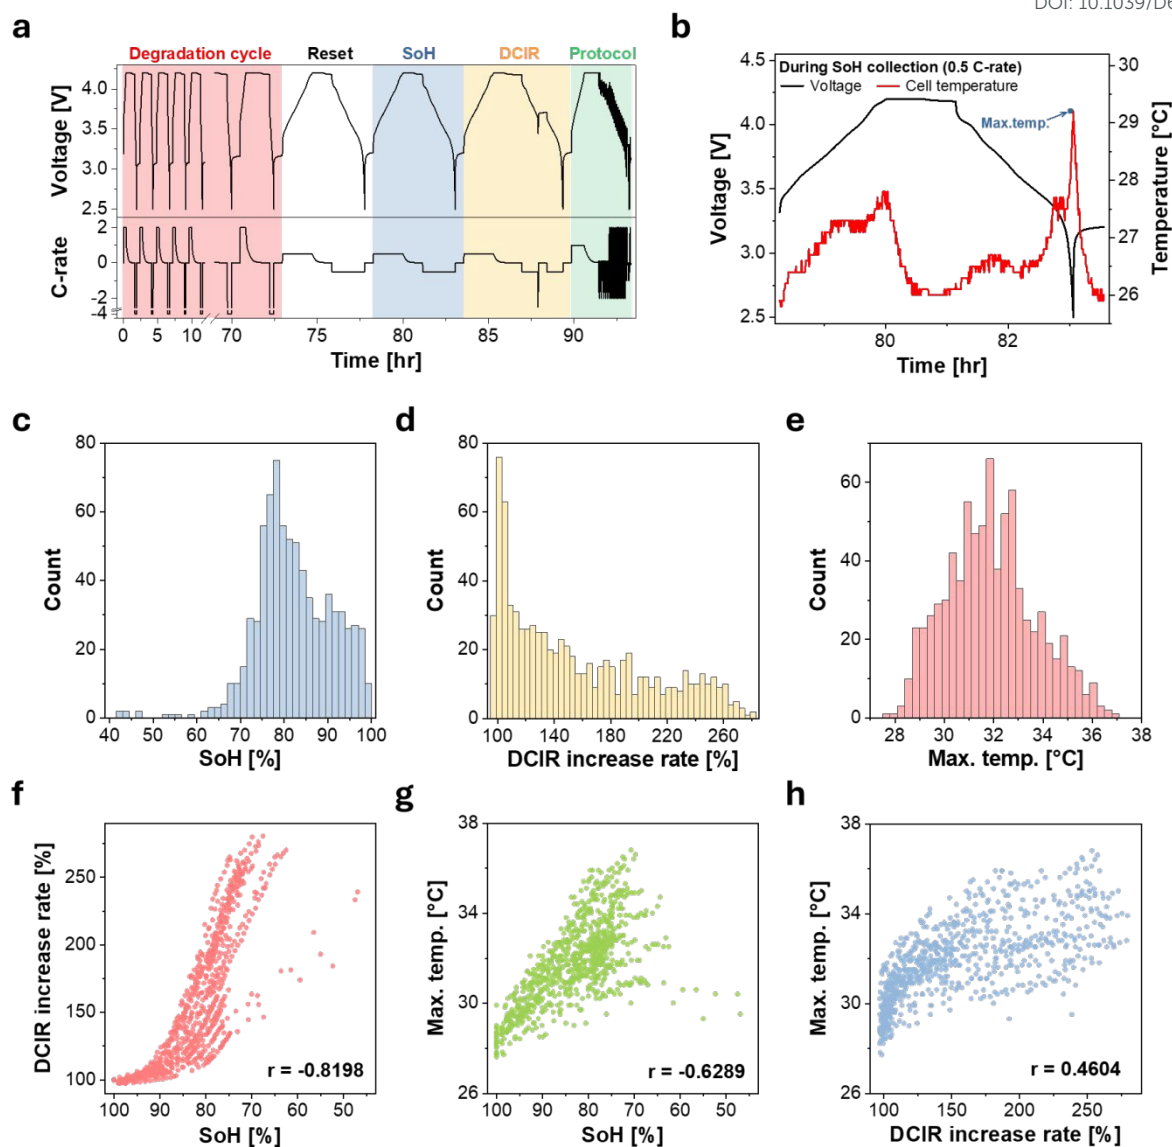 DOI: 10.1039/D6
a
Degradation cycle Reset SoH DCIR Protocol
Voltage [V]
4.0
3.5
3.0
2.5
C-rate
2
0
-2
-4
0 5 10 70 75 80 85 90
Time [hr]
b
During SoH collection (0.5 C-rate)
Voltage Cell temperature
Max.temp.
Voltage [V]
4.5
4.0
3.5
3.0
2.5
Temperature [°C]
30
29
28
27
26
80 82
Time [hr]
c
Count
80
60
40
20
0
40 50 60 70 80 90 100
SoH [%]
d
Count
80
60
40
20
0
100 140 180 220 260
DCIR increase rate [%]
e
Count
60
40
20
0
28 30 32 34 36 38
Max. temp. [°C]
f
DCIR increase rate [%]
250
200
150
100
r = -0.8198
100 90 80 70 60 50
SoH [%]
g
Max. temp. [°C]
38
34
30
26
r = -0.6289
100 90 80 70 60 50
SoH [%]
h
Max. temp. [°C]
38
34
30
26
r = 0.4604
100 150 200 250
DCIR increase rate [%]